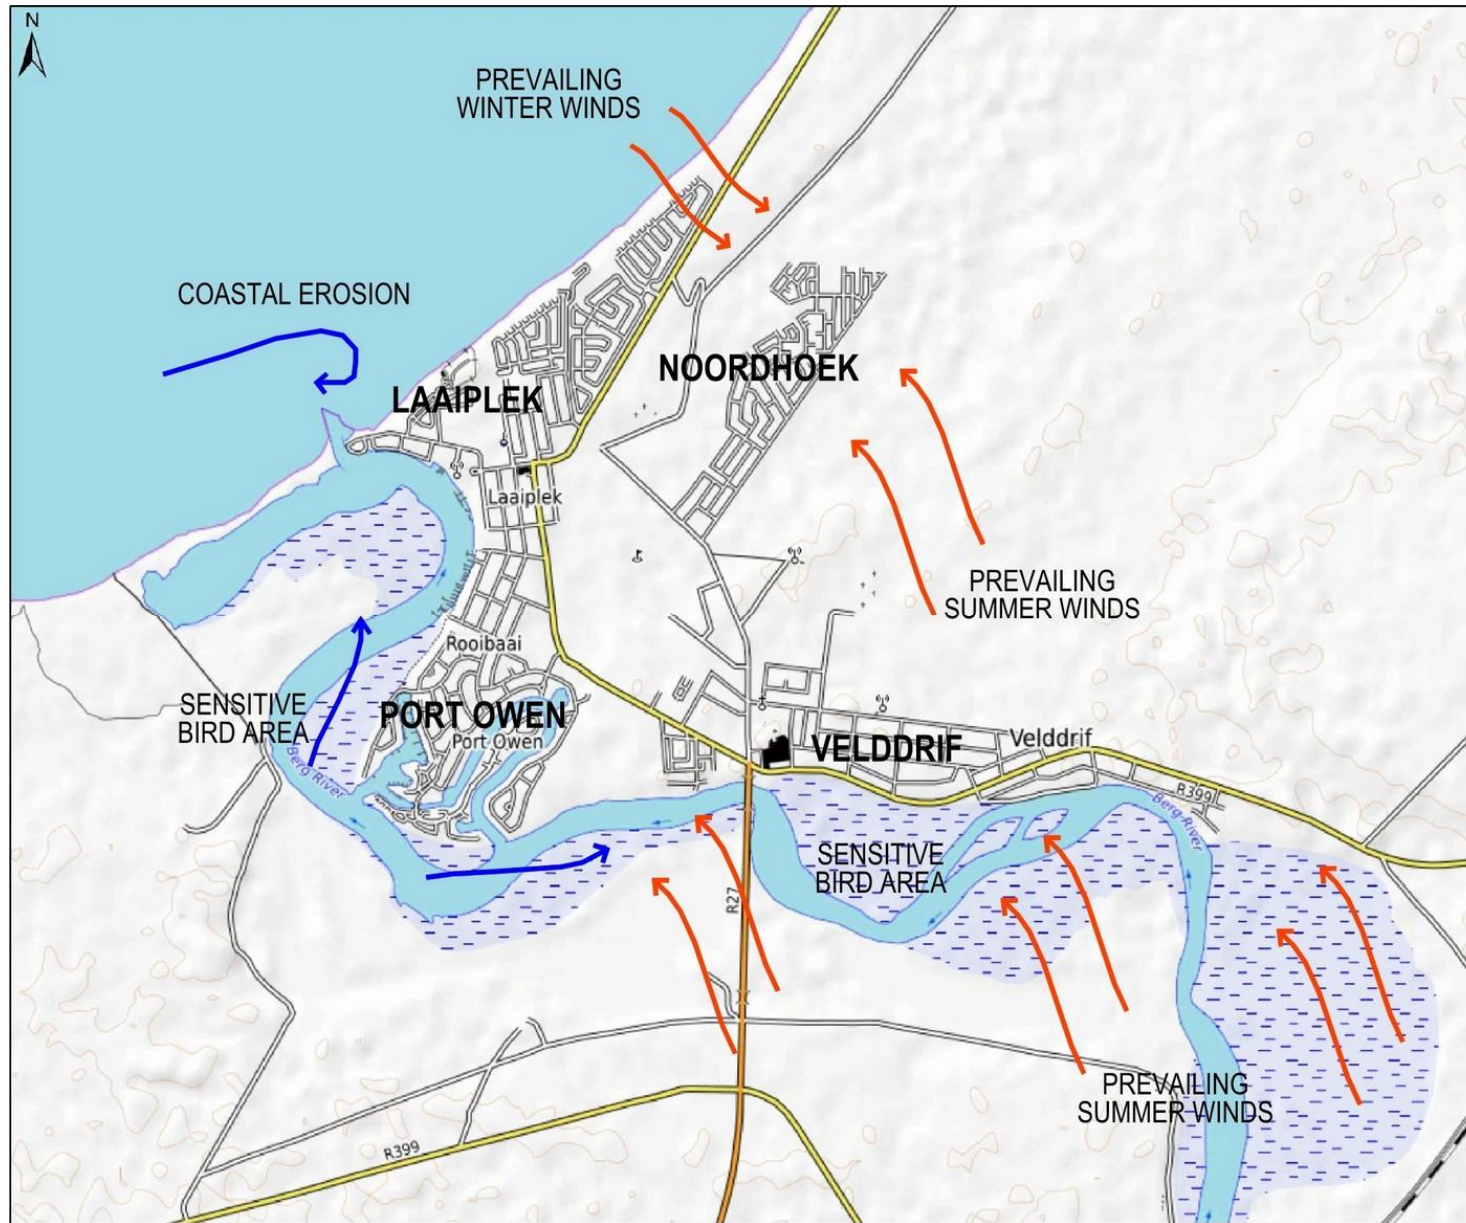 N
PREVAILING
WINTER WINDS
COASTAL EROSION
NOORDHOEK
LAAIPLEK
Laaiplek
PREVAILING
SUMMER WINDS
Rooibaai
SENSITIVE
BIRD AREA
PORT OWEN
Port Owen
VELDDRIF
Velddrif
Berg River
R399
Berg River
SENSITIVE
BIRD AREA
R27
PREVAILING
SUMMER WINDS
R399